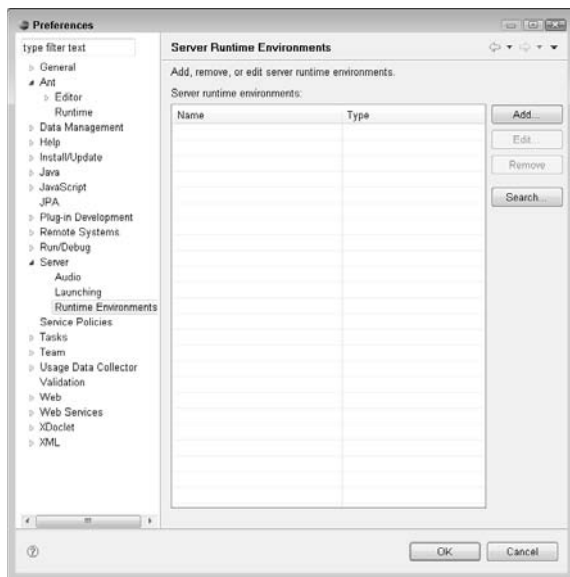 Preferences
type filter text
General
Ant
Editor
Runtime
Data Management
Help
Install/Update
Java
JavaScript
JPA
Plug-in Development
Remote Systems
Run/Debug
Server
Audio
Launching
Runtime Environments
Service Policies
Tasks
Team
Usage Data Collector
Validation
Web
Web Services
XDoclet
XML
Server Runtime Environments
Add, remove, or edit server runtime environments.
Server runtime environments:
Name Type
Add...
Edit...
Remove
Search...
OK Cancel